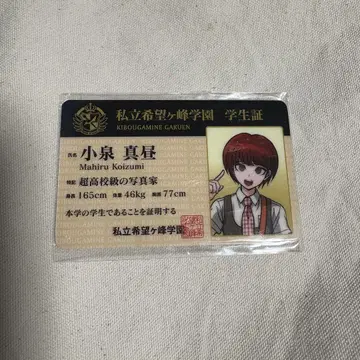 私立希望ヶ峰学園 学生証
KIBOUGAMINE GAKUEN
氏名 小泉 真昼
Mahiru Koizumi
特技 超高校級の写真家
身長 165cm 体重 46kg 胸囲 77cm
本学の学生であることを証明する
私立希望ヶ峰学園